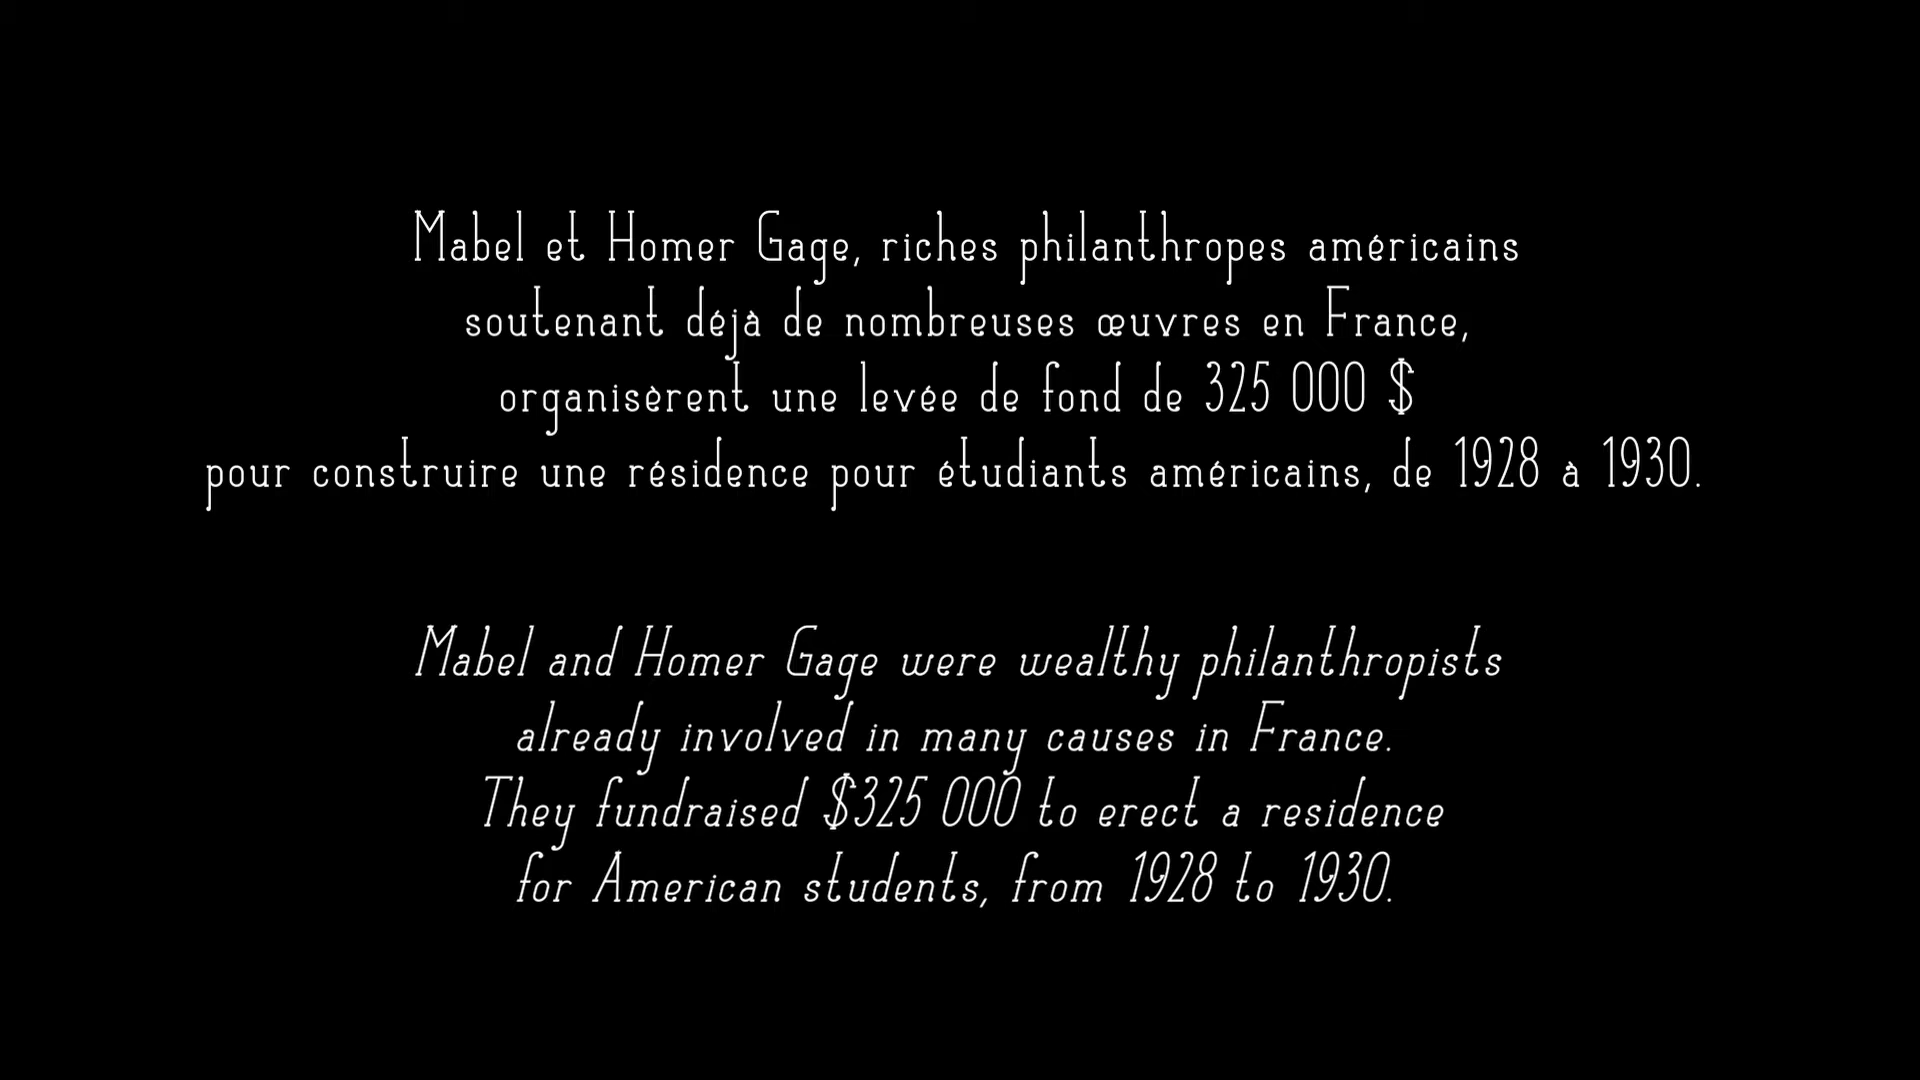 Mabel et Homer Gage, riches philanthropes américains
soutenant déjà de nombreuses œuvres en France,
organisèrent une levée de fond de 325 000 $
pour construire une résidence pour étudiants américains, de 1928 à 1930.
Mabel and Homer Gage were wealthy philanthropists
already involved in many causes in France.
They fundraised $325 000 to erect a residence
for American students, from 1928 to 1930.